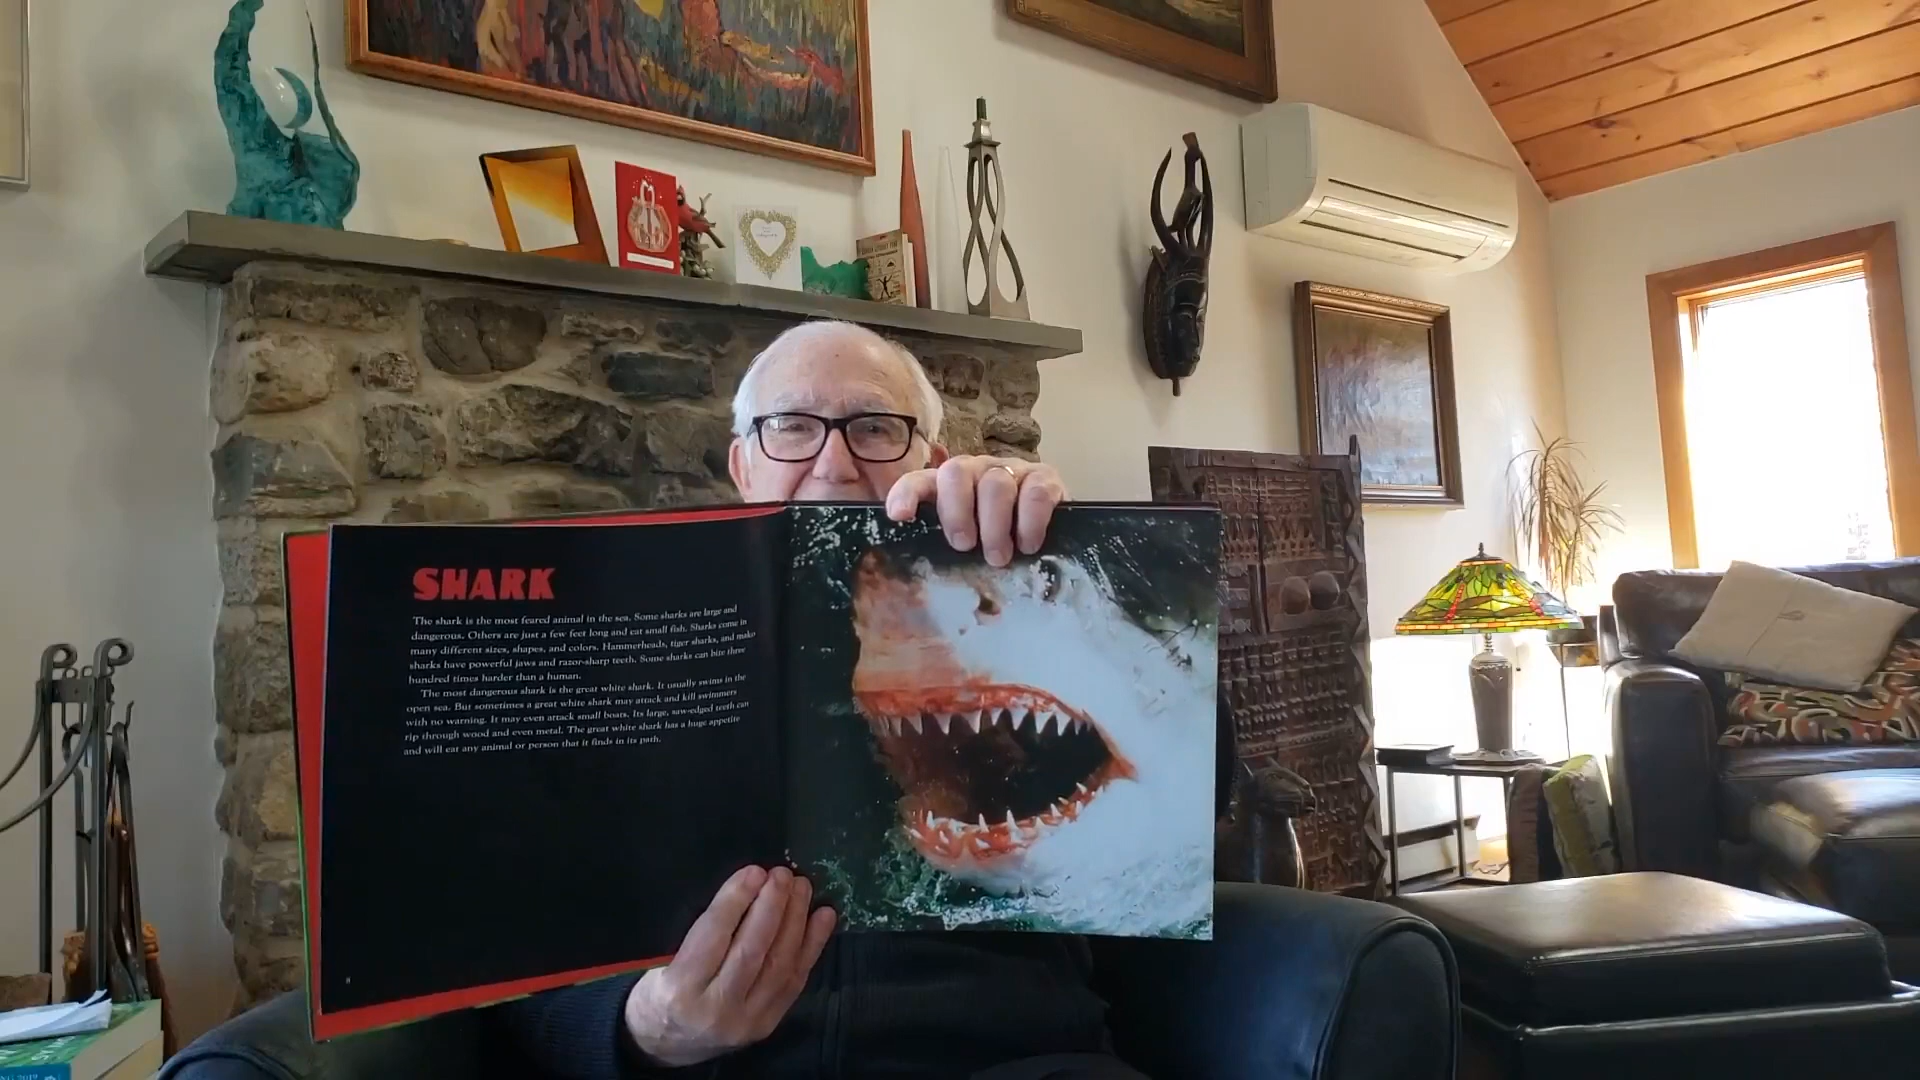 SHARK
The shark is the most feared animal in the sea. Some sharks are large and
dangerous. Others are just a few feet long and eat small fish. Sharks come in
many different sizes, shapes, and colors. Hammerheads, tiger sharks, and mako
sharks have powerful jaws and razor-sharp teeth. Some sharks can bite three
hundred times harder than a human.
The most dangerous shark is the great white shark. It usually swims in the
open sea. But sometimes a great white shark may attack and kill swimmers
with no warning. It may even attack small boats. Its large, saw-edged teeth can
rip through wood and even metal. The great white shark has a huge appetite
and will eat any animal or person that it finds in its path.
8